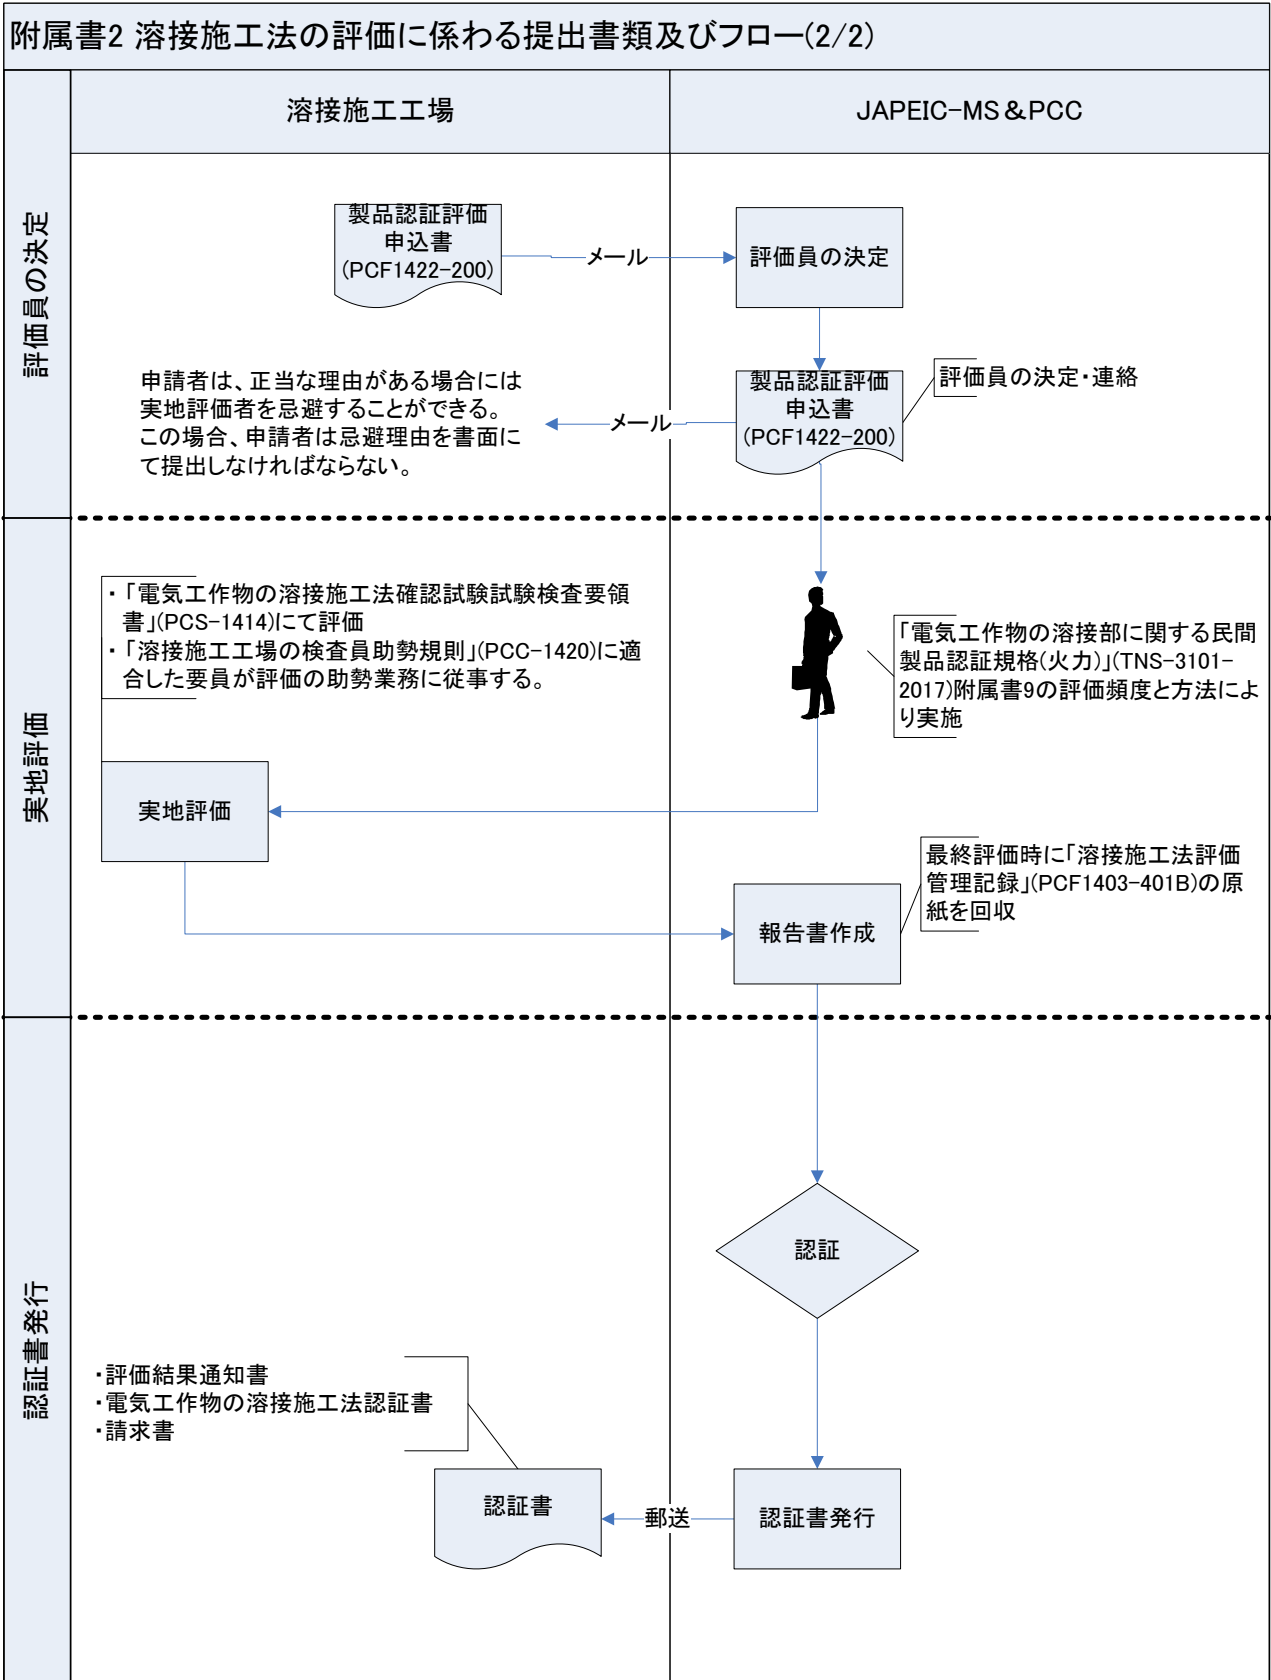 附属書2 溶接施工法の評価に係わる提出書類及びフロー(2/2)
溶接施工工場
JAPEIC-MS&PCC
評価員の決定
製品認証評価
申込書
(PCF1422-200)
メール
評価員の決定
申請者は、正当な理由がある場合には
実地評価者を忌避することができる。
この場合、申請者は忌避理由を書面に
て提出しなければならない。
メール
製品認証評価
申込書
(PCF1422-200)
評価員の決定・連絡
実地評価
・「電気工作物の溶接施工法確認試験試験検査要領
書」(PCS-1414)にて評価
・「溶接施工工場の検査員助勢規則」(PCC-1420)に適
合した要員が評価の助勢業務に従事する。
「電気工作物の溶接部に関する民間
製品認証規格(火力)」(TNS-3101-
2017)附属書9の評価頻度と方法によ
り実施
実地評価
最終評価時に「溶接施工法評価
管理記録」(PCF1403-401B)の原
紙を回収
報告書作成
認証書発行
認証
・評価結果通知書
・電気工作物の溶接施工法認証書
・請求書
認証書
郵送
認証書発行